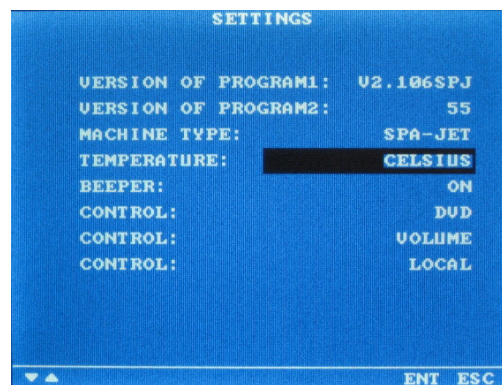 SETTINGS
VERSION OF PROGRAM1: V2.106SPJ
VERSION OF PROGRAM2: 55
MACHINE TYPE: SPA-JET
TEMPERATURE: CELSIUS
BEEPER: ON
CONTROL: DVD
CONTROL: VOLUME
CONTROL: LOCAL
ENT ESC